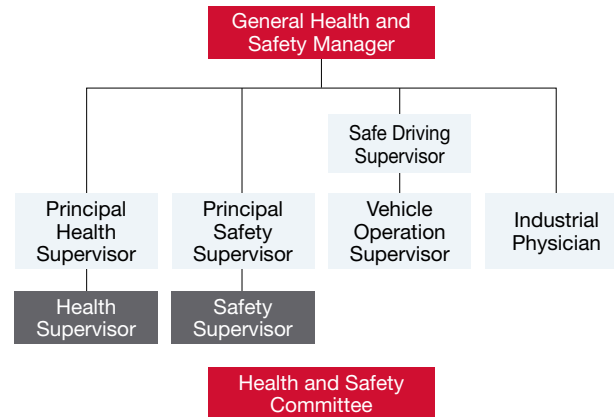 General Health and
Safety Manager
Safe Driving
Supervisor
Principal
Health
Supervisor
Principal
Safety
Supervisor
Vehicle
Operation
Supervisor
Industrial
Physician
Health
Supervisor
Safety
Supervisor
Health and Safety
Committee